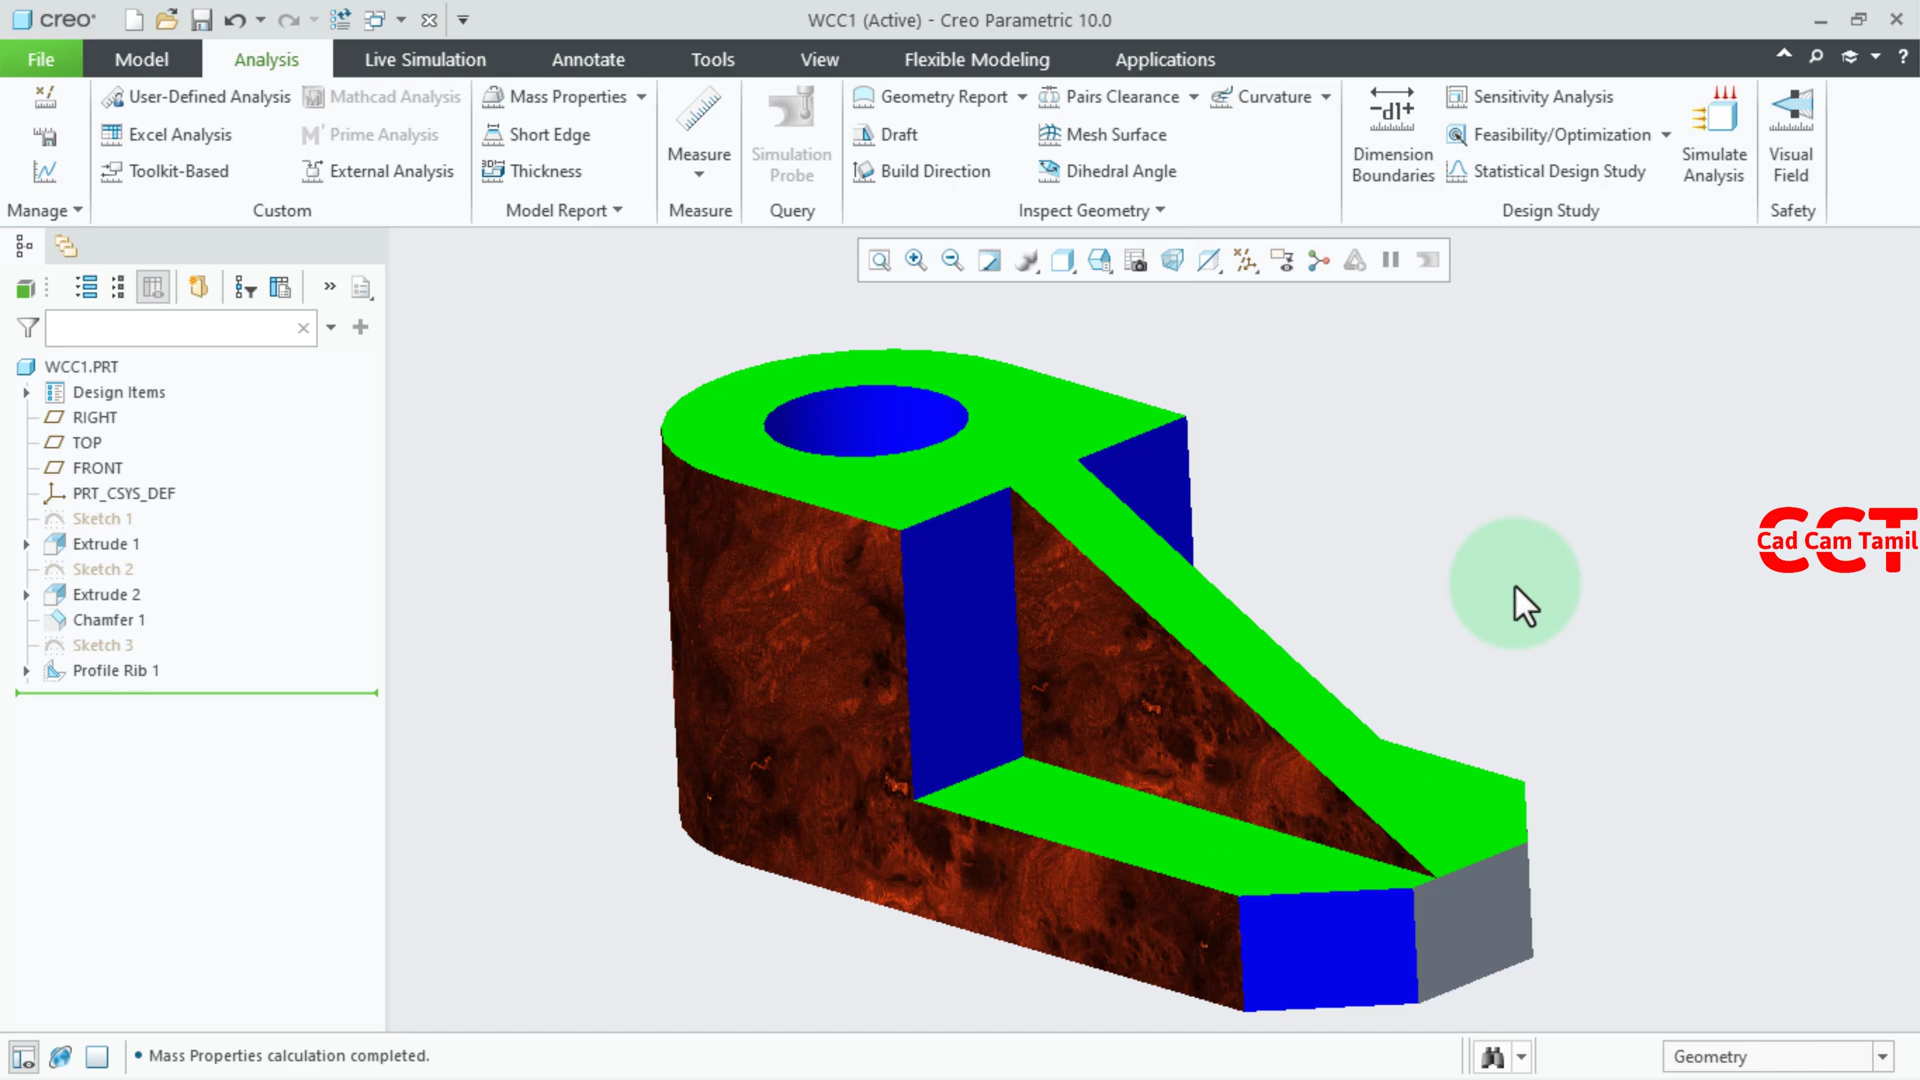 creo®
WCC1 (Active) - Creo Parametric 10.0
File Model Analysis Live Simulation Annotate Tools View Flexible Modeling Applications
User-Defined Analysis Mathcad Analysis Mass Properties Geometry Report Pairs Clearance Curvature Sensitivity Analysis
Excel Analysis Prime Analysis Short Edge Draft Mesh Surface Feasibility/Optimization
Toolkit-Based External Analysis Thickness Build Direction Dihedral Angle Statistical Design Study
Measure
Simulation
Probe
Dimension
Boundaries
Simulate
Analysis
Visual
Field
Manage Custom Model Report Measure Query Inspect Geometry Design Study Safety
WCC1.PRT
Design Items
RIGHT
TOP
FRONT
PRT_CSYS_DEF
Sketch 1
Extrude 1
Sketch 2
Extrude 2
Chamfer 1
Sketch 3
Profile Rib 1
CCT
Cad Cam Tamil
• Mass Properties calculation completed.
Geometry